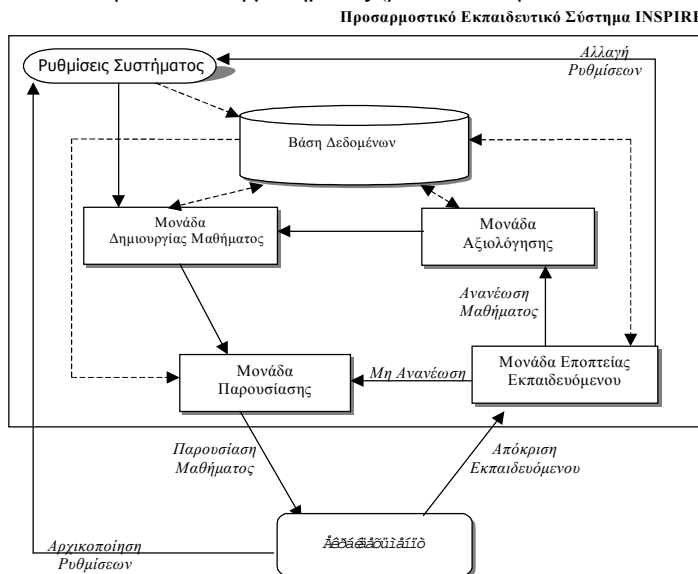 Προσαρμοστικό Εκπαιδευτικό Σύστημα INSPIRE
Αλλαγή
Ρυθμίσεων
Ρυθμίσεις Συστήματος
Βάση Δεδομένων
Μονάδα
Δημιουργίας Μαθήματος
Μονάδα
Αξιολόγησης
Ανανέωση
Μαθήματος
Μονάδα
Παρουσίασης
Μη Ανανέωση
Μονάδα Εποπτείας
Εκπαιδευόμενου
Παρουσίαση
Μαθήματος
Απόκριση
Εκπαιδευόμενου
Αρχικοποίηση
Ρυθμίσεων